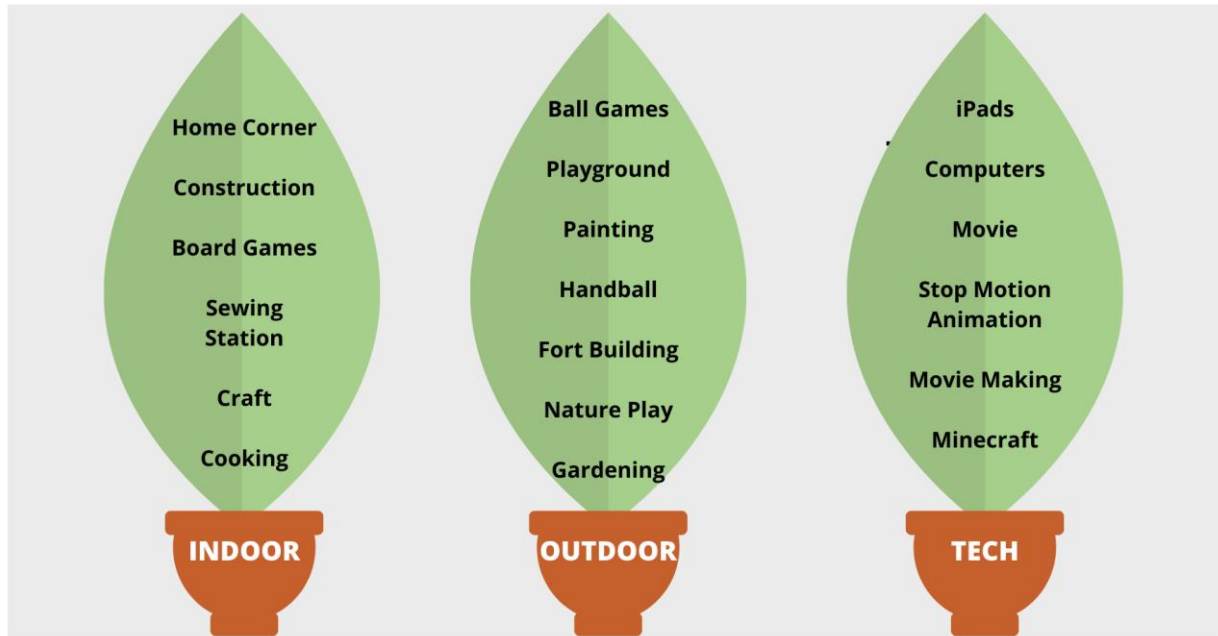 Home Corner
Construction
Board Games
Sewing
Station
Craft
Cooking
INDOOR
Ball Games
Playground
Painting
Handball
Fort Building
Nature Play
Gardening
OUTDOOR
iPads
Computers
Movie
Stop Motion
Animation
Movie Making
Minecraft
TECH